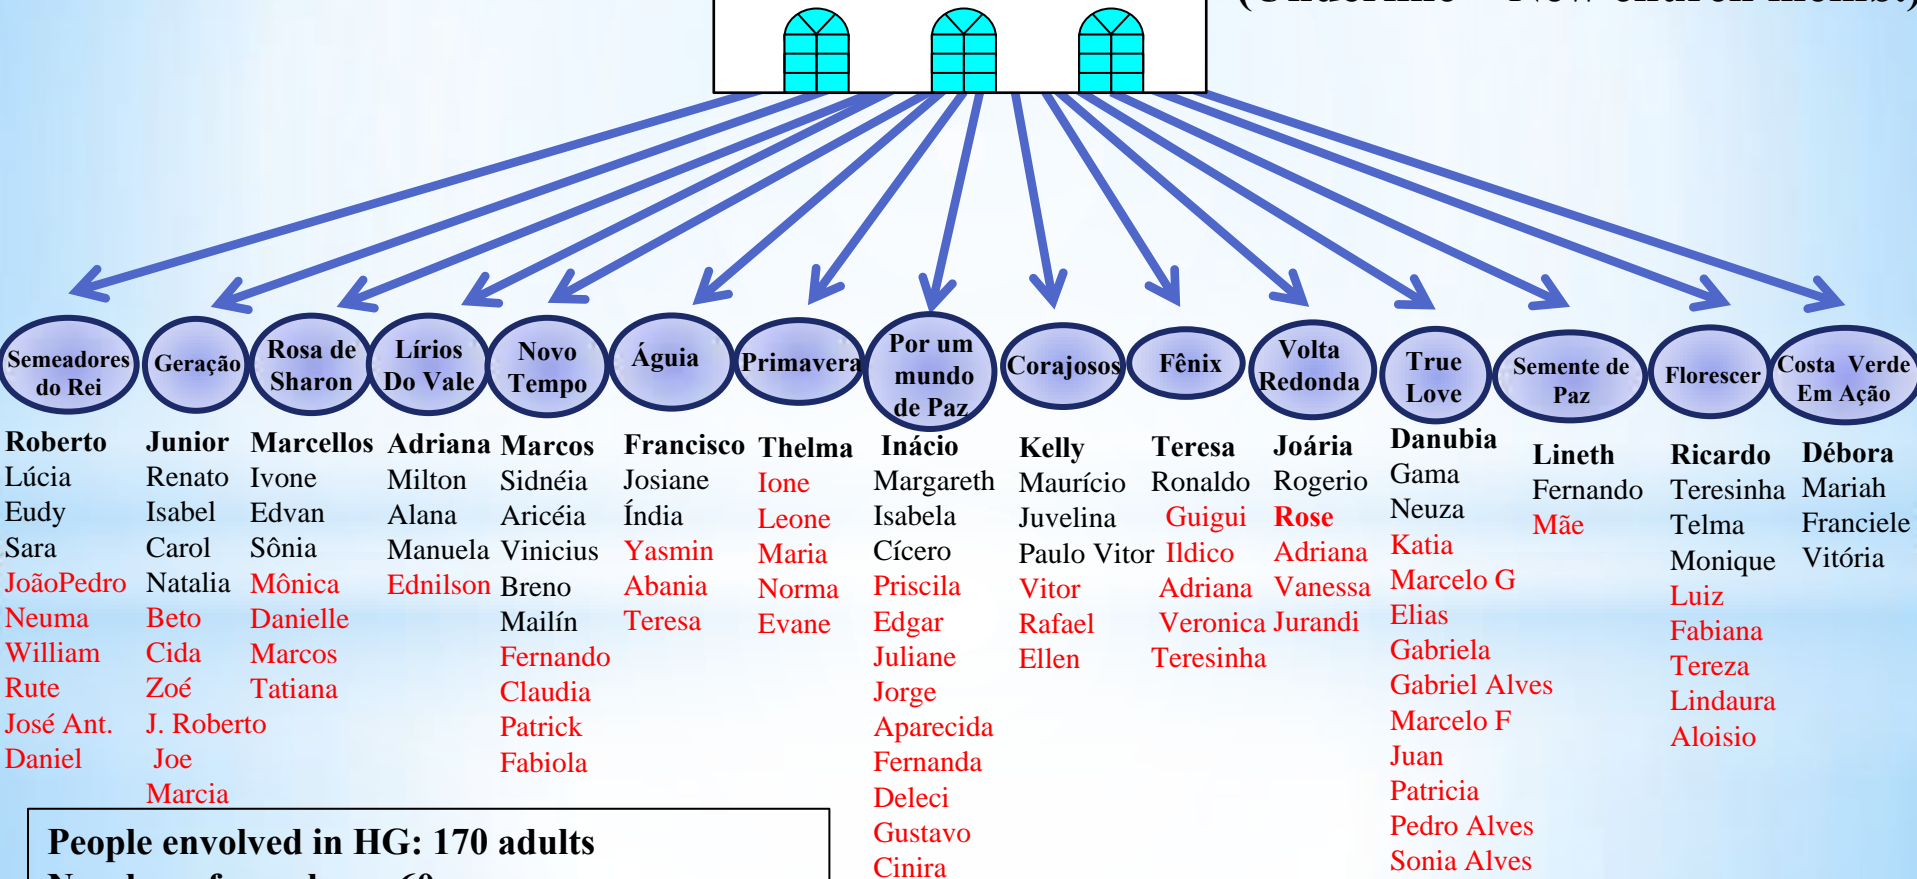 (Underline = New church memb.)
Semeadores
do Rei
Geração
Rosa de
Sharon
Lírios
Do Vale
Novo
Tempo
Águia
Primavera
Por um
mundo
de Paz
Corajosos
Fênix
Volta
Redonda
True
Love
Semente de
Paz
Florescer
Costa Verde
Em Ação
Roberto
Lúcia
Eudy
Sara
JoãoPedro
Neuma
William
Rute
José Ant.
Daniel
Junior
Renato
Isabel
Carol
Natalia
Beto
Cida
Zoé
J. Roberto
Joe
Marcia
Marcellos
Ivone
Edvan
Sônia
Mônica
Danielle
Marcos
Tatiana
Adriana
Milton
Alana
Manuela
Ednilson
Marcos
Sidnéia
Aricéia
Vinicius
Breno
Mailín
Fernando
Claudia
Patrick
Fabiola
Francisco
Josiane
Índia
Yasmin
Abania
Teresa
Thelma
Ione
Leone
Maria
Norma
Evane
Inácio
Margareth
Isabela
Cícero
Priscila
Edgar
Juliane
Jorge
Aparecida
Fernanda
Deleci
Gustavo
Cinira
Kelly
Maurício
Juvelina
Paulo Vitor
Vitor
Rafael
Ellen
Teresa
Ronaldo
Guigui
Ildico
Adriana
Veronica
Teresinha
Joária
Rogerio
Rose
Adriana
Vanessa
Jurandi
Danubia
Gama
Neuza
Katia
Marcelo G
Elias
Gabriela
Gabriel Alves
Marcelo F
Juan
Patricia
Pedro Alves
Sonia Alves
Lineth
Fernando
Mãe
Ricardo
Teresinha
Telma
Monique
Luiz
Fabiana
Tereza
Lindaura
Aloisio
Débora
Mariah
Franciele
Vitória
People envolved in HG: 170 adults